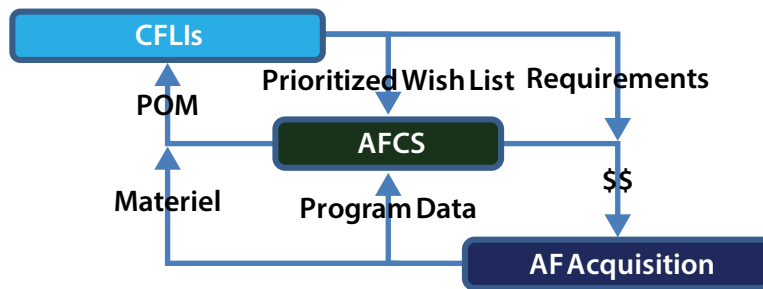 CFLIs
Prioritized Wish List
Requirements
POM
AFCS
Materiel
Program Data
$$
AF Acquisition